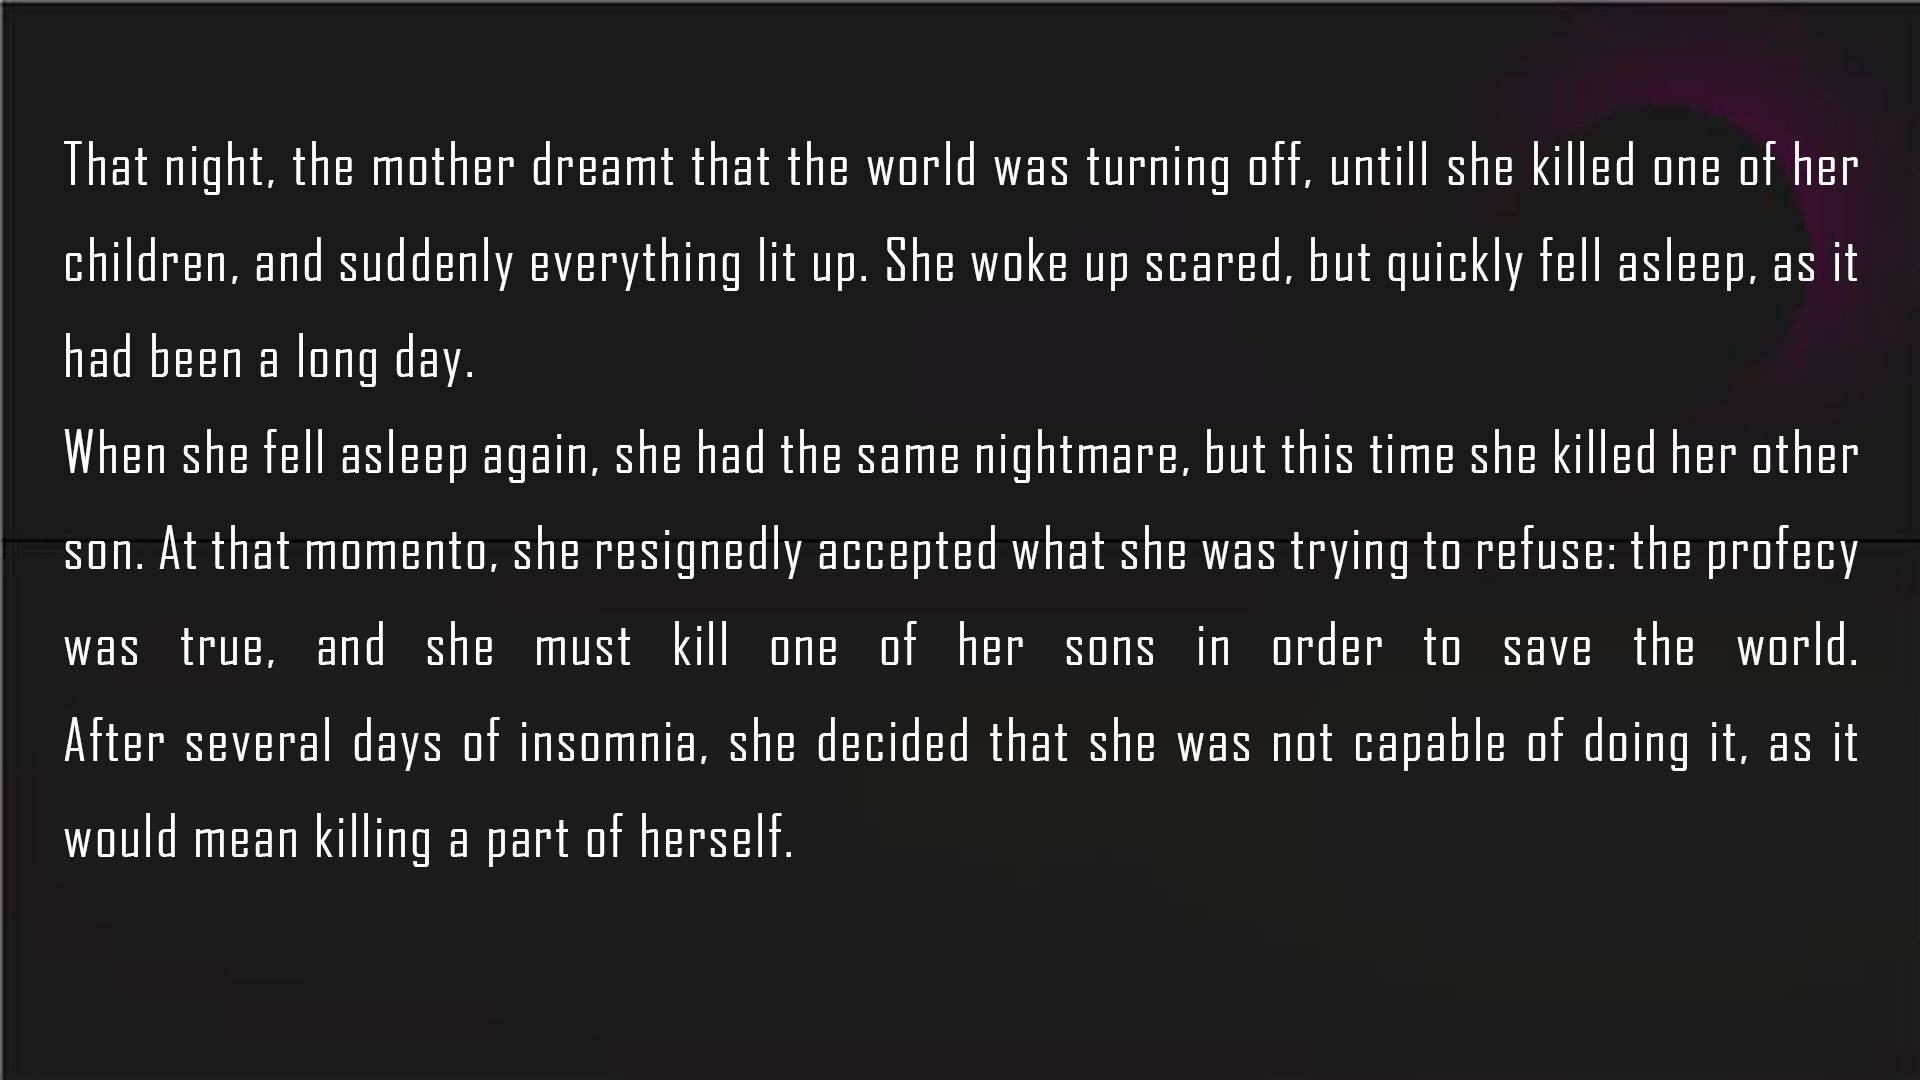 That night, the mother dreamt that the world was turning off, untill she killed one of her
children, and suddenly everything lit up. She woke up scared, but quickly fell asleep, as it
had been a long day.
When she fell asleep again, she had the same nightmare, but this time she killed her other
son. At that momento, she resignedly accepted what she was trying to refuse: the profecy
was true, and she must kill one of her sons in order to save the world.
After several days of insomnia, she decided that she was not capable of doing it, as it
would mean killing a part of herself.